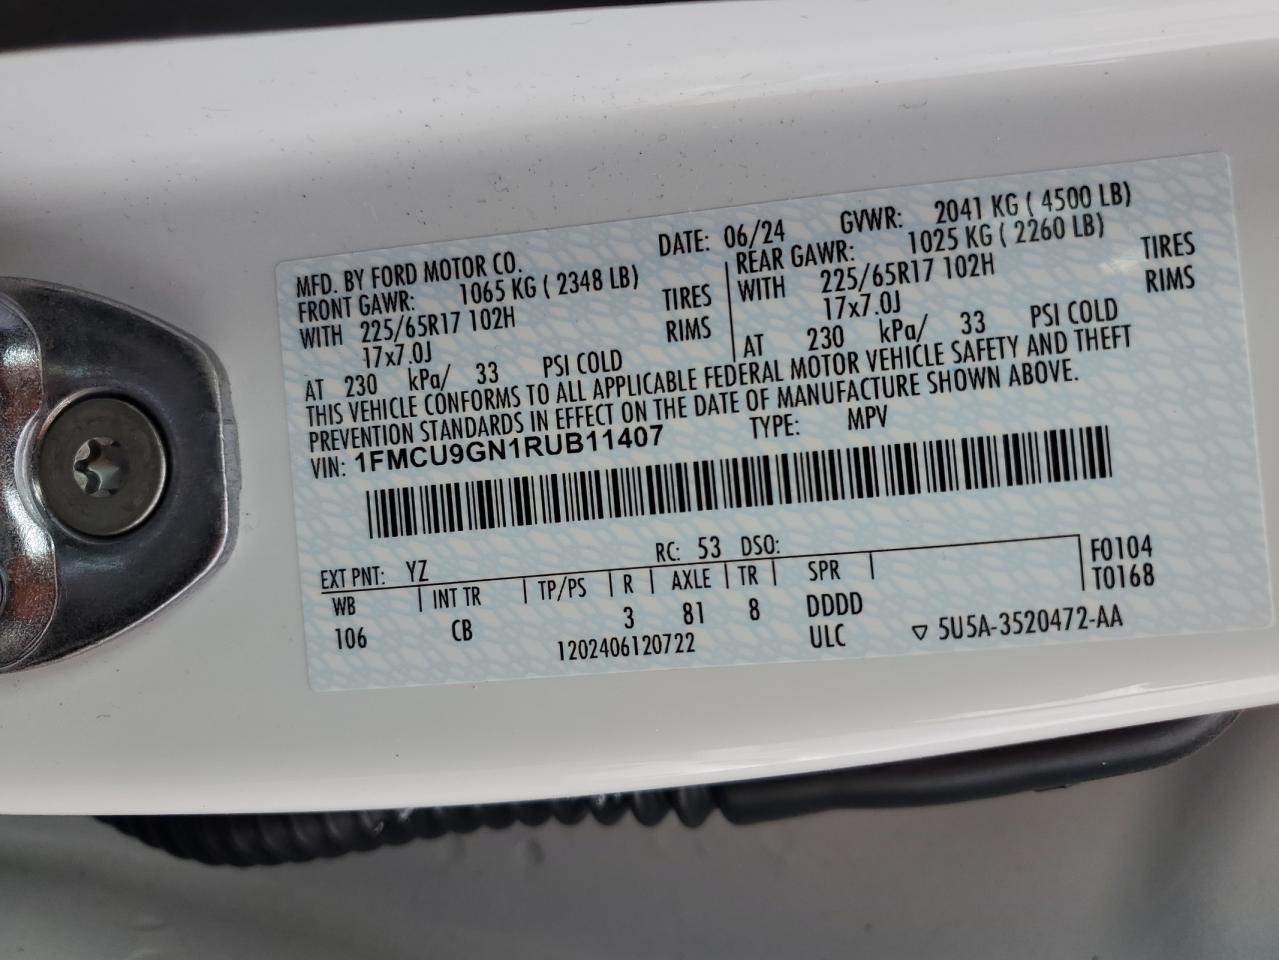 MFD. BY FORD MOTOR CO. DATE: 06/24 GVWR: 2041 KG ( 4500 LB)
FRONT GAWR: 1065 KG ( 2348 LB) REAR GAWR: 1025 KG ( 2260 LB)
WITH 225/65R17 102H TIRES WITH 225/65R17 102H TIRES
17x7.0J RIMS 17x7.0J RIMS
AT 230 kPa/ 33 PSI COLD AT 230 kPa/ 33 PSI COLD
THIS VEHICLE CONFORMS TO ALL APPLICABLE FEDERAL MOTOR VEHICLE SAFETY AND THEFT
PREVENTION STANDARDS IN EFFECT ON THE DATE OF MANUFACTURE SHOWN ABOVE.
VIN: 1FMCU9GN1RUB11407 TYPE: MPV
EXT PNT: YZ RC: 53 DSO: F0104
WB INT TR TP/PS R AXLE TR SPR T0168
106 CB 3 81 8 DDDD
1202406120722 ULC ▽ 5U5A-3520472-AA